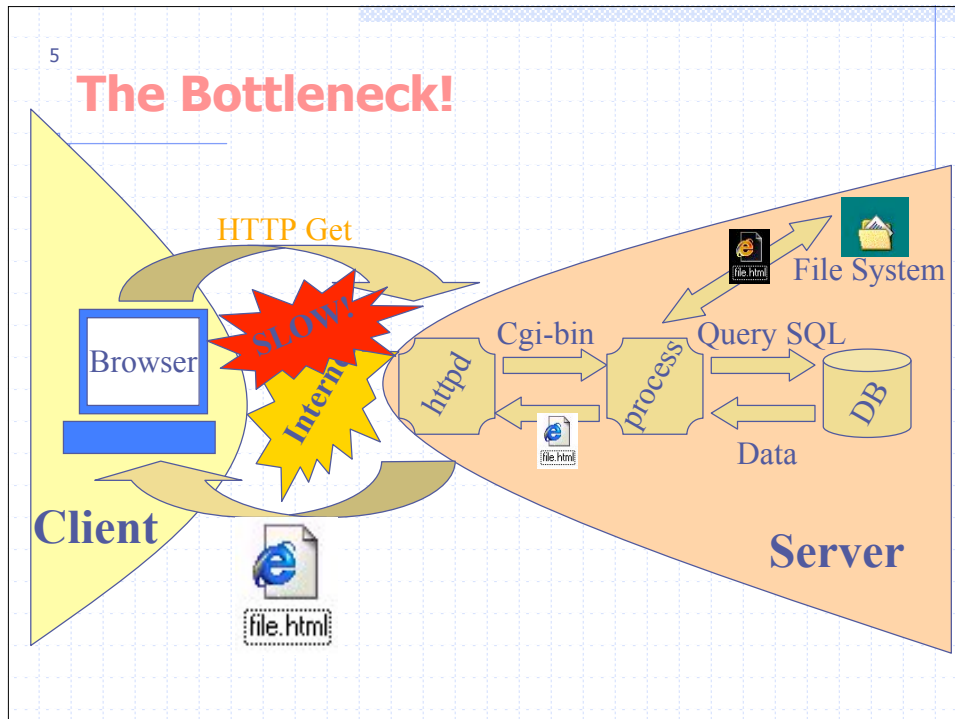 5
The Bottleneck!
HTTP Get
SLOW!
Internet
Browser
httpd
Cgi-bin
file.html
process
file.html
File System
Query SQL
DB
Data
Client
Server
file.html